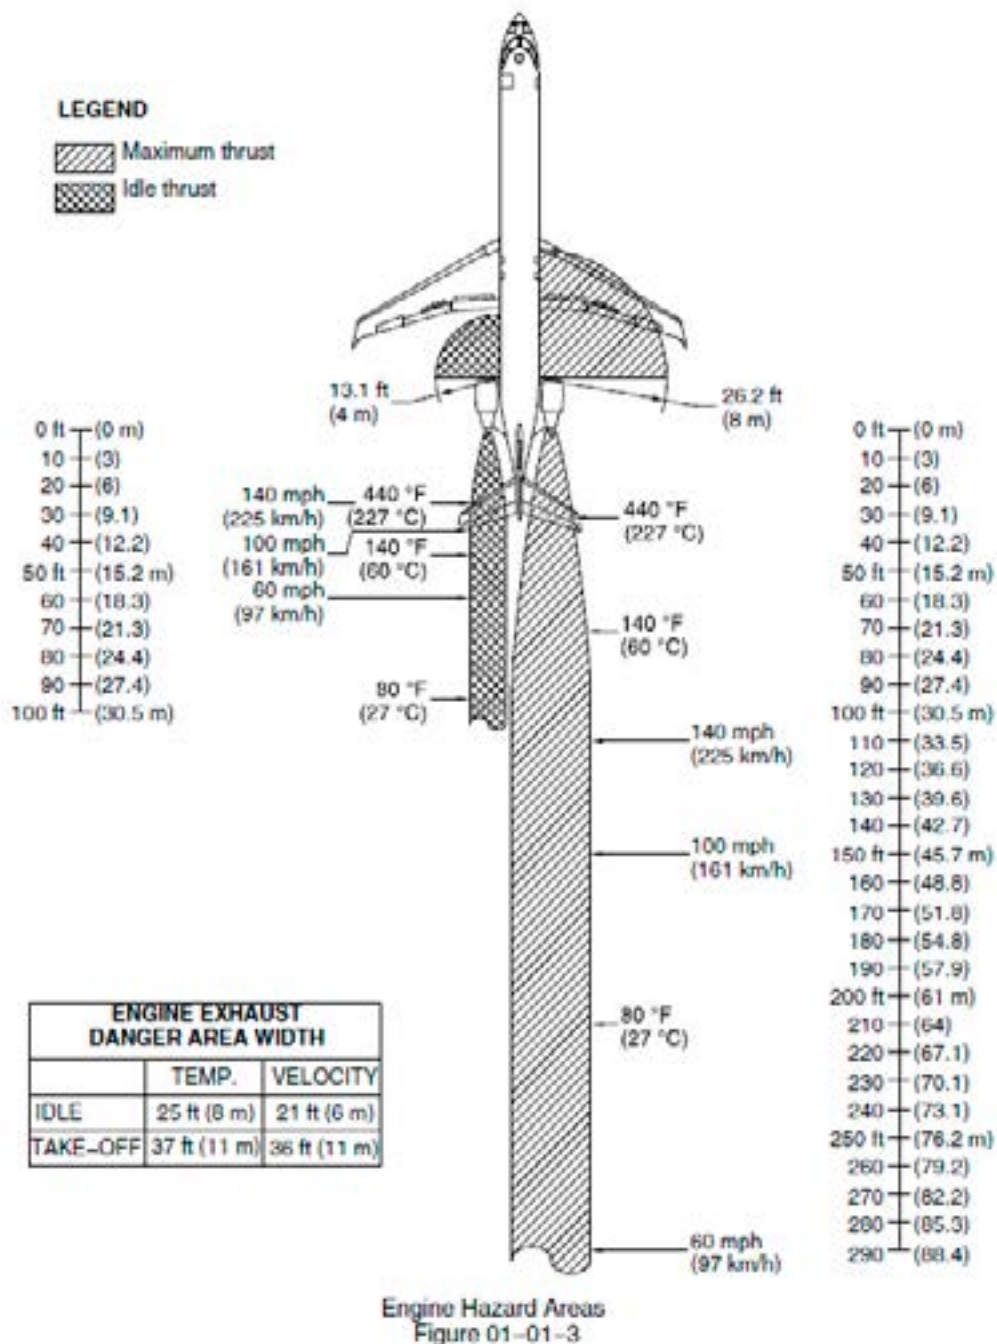 LEGEND
Maximum thrust
Idle thrust
13.1 ft
(4 m)
26.2 ft
(8 m)
0 ft (0 m)
10 (3)
20 (6)
30 (9.1)
40 (12.2)
50 ft (15.2 m)
60 (18.3)
70 (21.3)
80 (24.4)
90 (27.4)
100 ft (30.5 m)
140 mph
(225 km/h)
440 °F
(227 °C)
100 mph
(161 km/h)
140 °F
(60 °C)
60 mph
(97 km/h)
80 °F
(27 °C)
440 °F
(227 °C)
140 °F
(60 °C)
140 mph
(225 km/h)
100 mph
(161 km/h)
80 °F
(27 °C)
60 mph
(97 km/h)
0 ft (0 m)
10 (3)
20 (6)
30 (9.1)
40 (12.2)
50 ft (15.2 m)
60 (18.3)
70 (21.3)
80 (24.4)
90 (27.4)
100 ft (30.5 m)
110 (33.5)
120 (36.6)
130 (39.6)
140 (42.7)
150 ft (45.7 m)
160 (48.8)
170 (51.8)
180 (54.8)
190 (57.9)
200 ft (61 m)
210 (64)
220 (67.1)
230 (70.1)
240 (73.1)
250 ft (76.2 m)
260 (79.2)
270 (82.2)
280 (85.3)
290 (88.4)
ENGINE EXHAUST
DANGER AREA WIDTH
TEMP. VELOCITY
IDLE 25 ft (8 m) 21 ft (6 m)
TAKE-OFF 37 ft (11 m) 36 ft (11 m)
Engine Hazard Areas
Figure 01-01-3